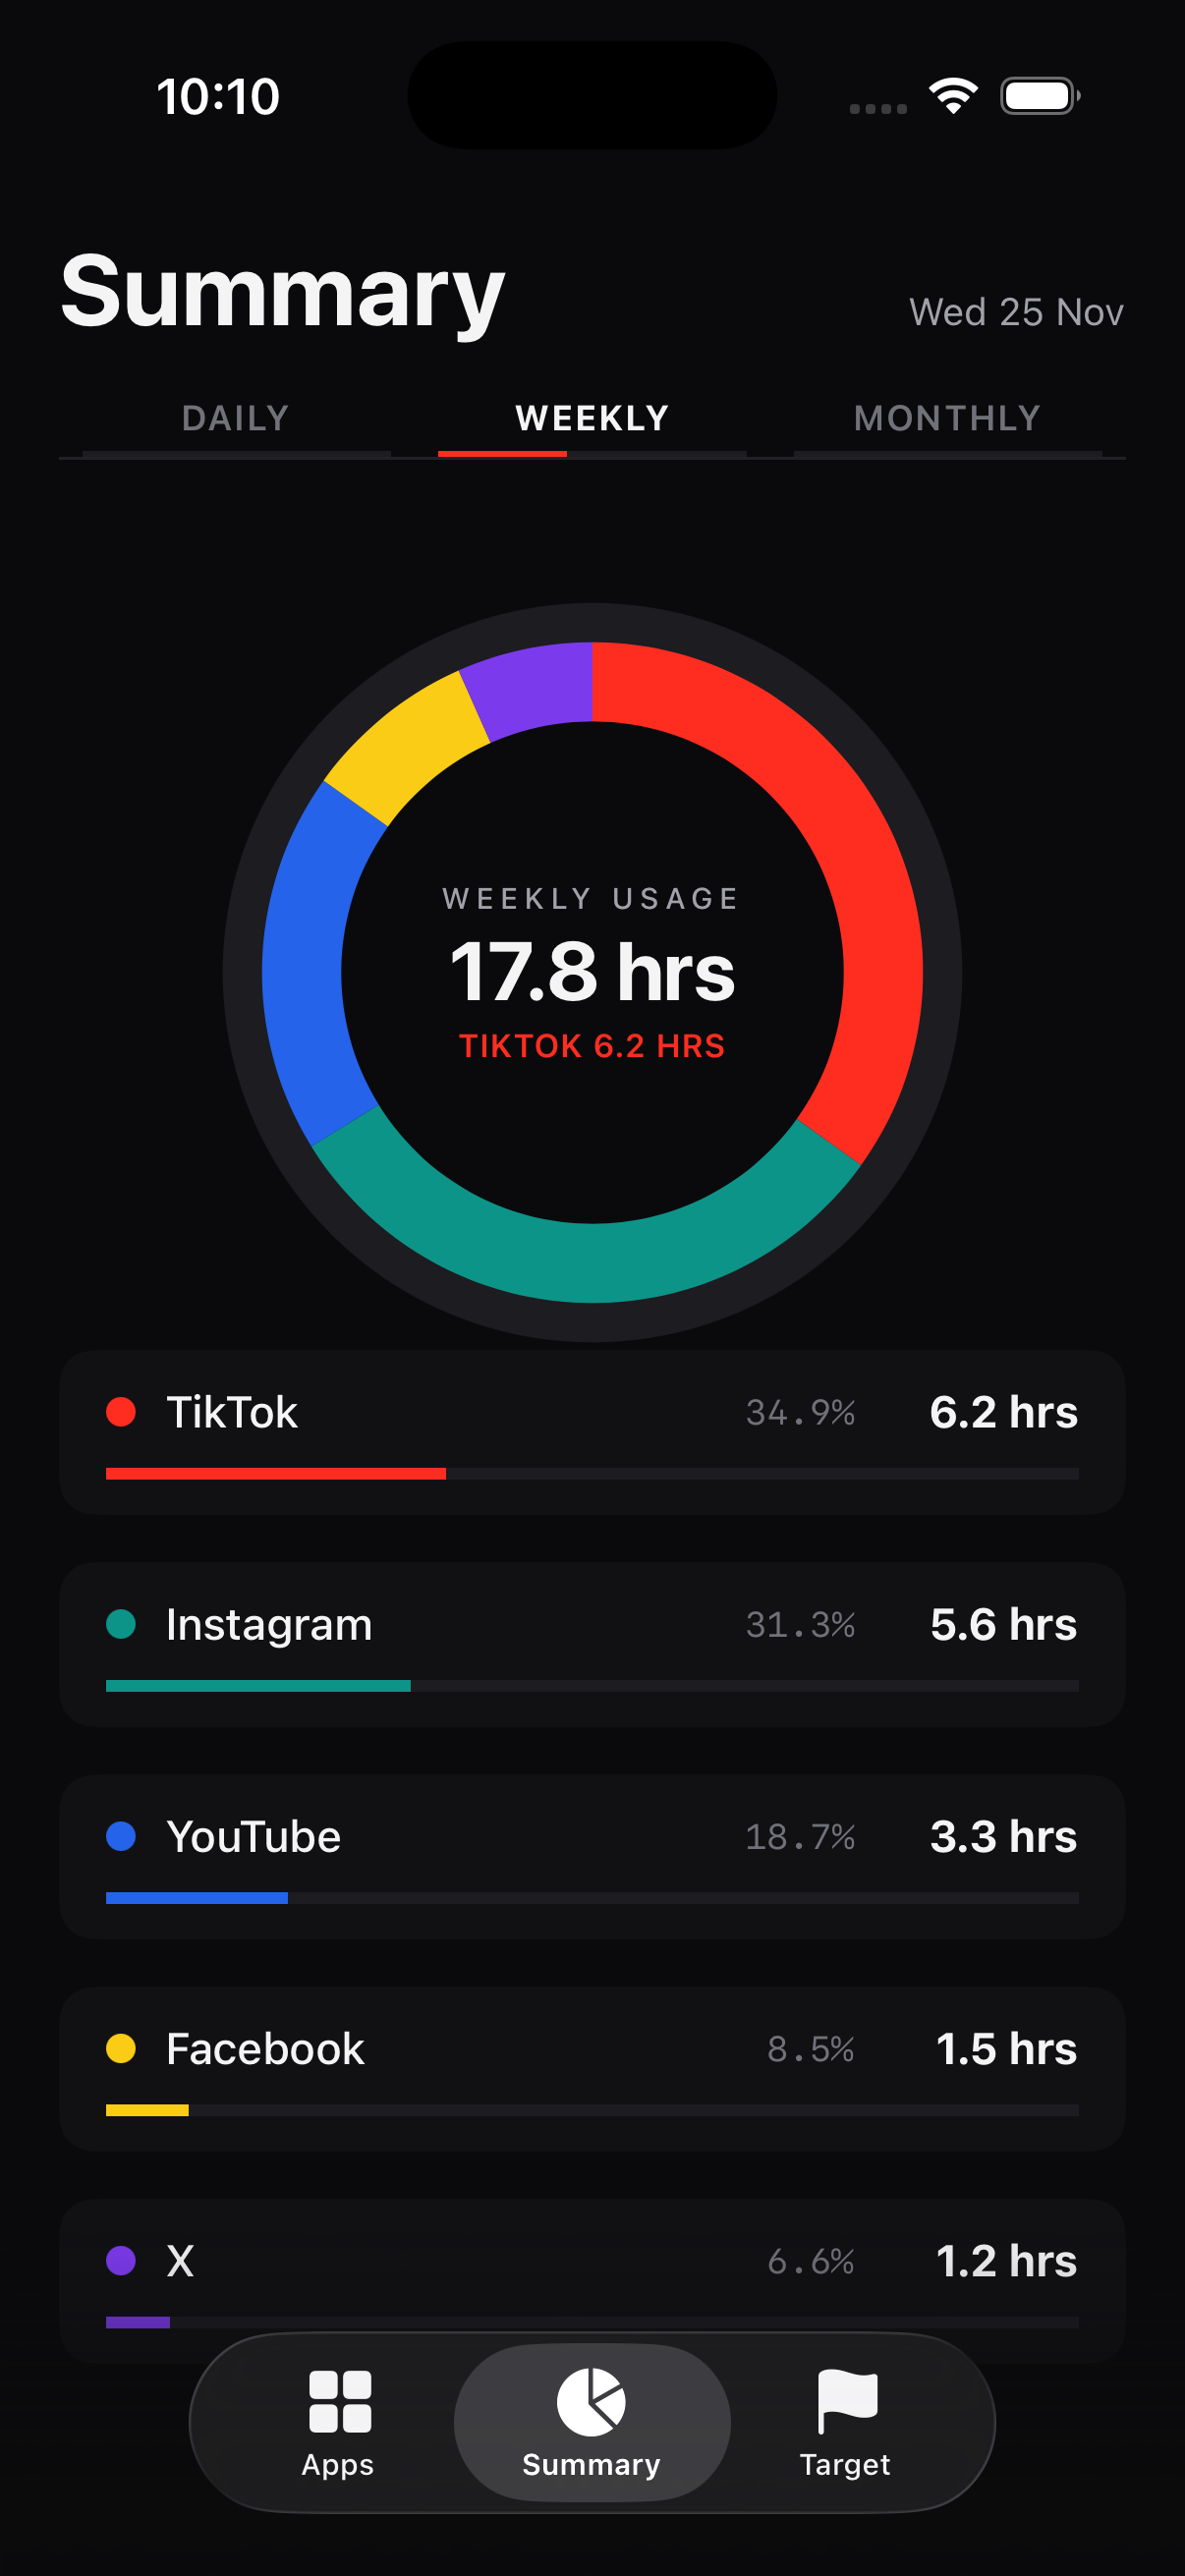 10:10
Summary
Wed 25 Nov
DAILY WEEKLY MONTHLY
WEEKLY USAGE
17.8 hrs
TIKTOK 6.2 HRS
TikTok 34.9% 6.2 hrs
Instagram 31.3% 5.6 hrs
YouTube 18.7% 3.3 hrs
Facebook 8.5% 1.5 hrs
X 6.6% 1.2 hrs
Apps Summary Target